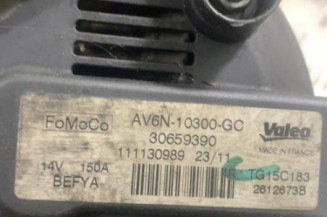 FoMoCo
AV6N-10300-GC
30659390
Valeo
MADE IN FRANCE
111130989 23/11
14V 150A
BEFYA
TG15C183
2612673B